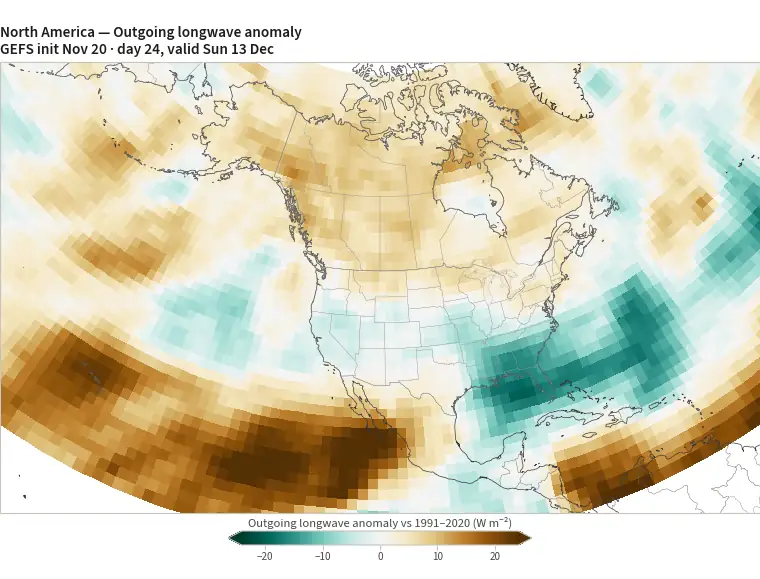 North America — Outgoing longwave anomaly
GEFS init Nov 20 · day 24, valid Sun 13 Dec
Outgoing longwave anomaly vs 1991–2020 (W m⁻²)
−20 −10 0 10 20